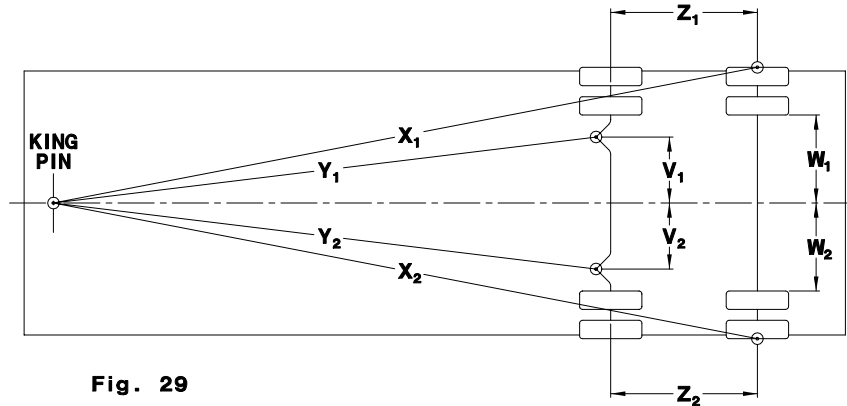 Z₁
X₁
KING
PIN
Y₁
V₁
W₁
Y₂
V₂
W₂
X₂
Fig. 29
Z₂